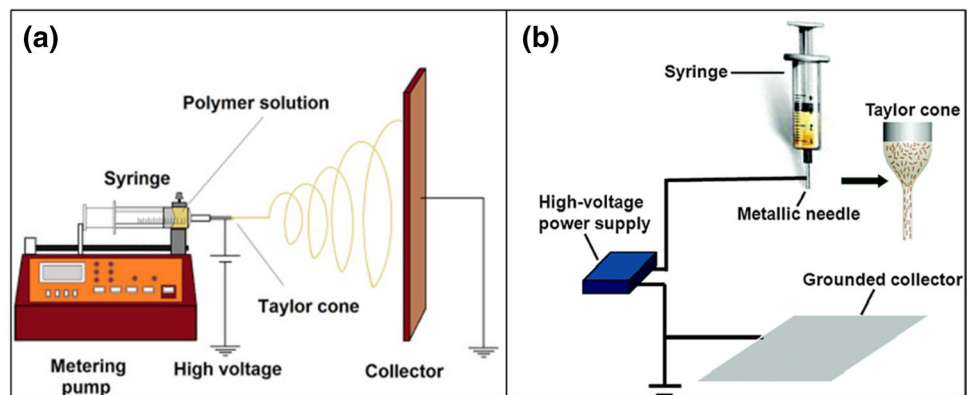 (a)
Polymer solution
Syringe
Taylor cone
Metering
pump
High voltage
Collector
(b)
Syringe
Taylor cone
Metallic needle
High-voltage
power supply
Grounded collector